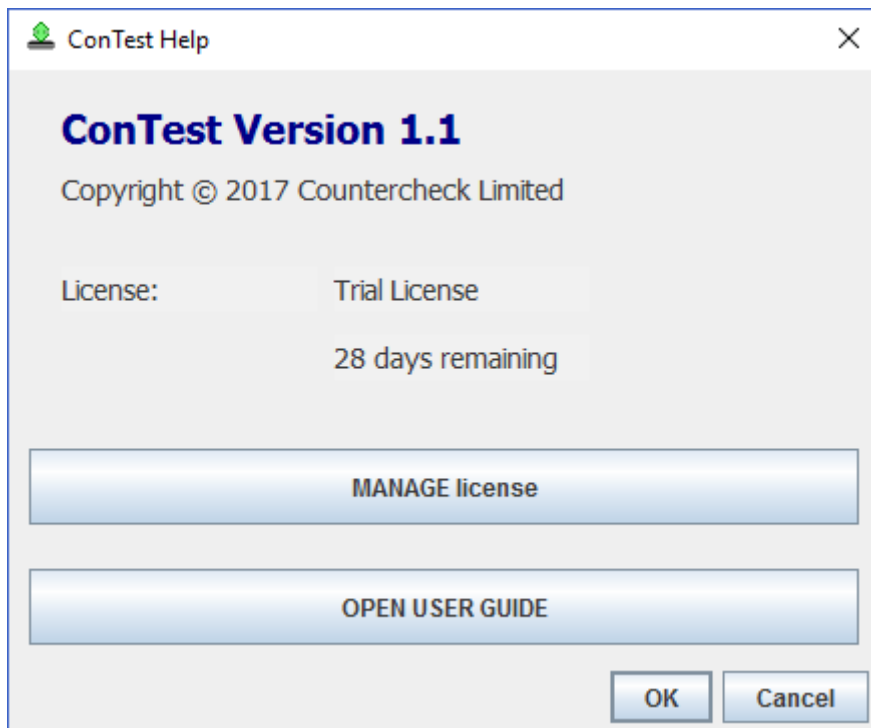 ConTest Help
ConTest Version 1.1
Copyright © 2017 Countercheck Limited
License: Trial License
28 days remaining
MANAGE license
OPEN USER GUIDE
OK Cancel